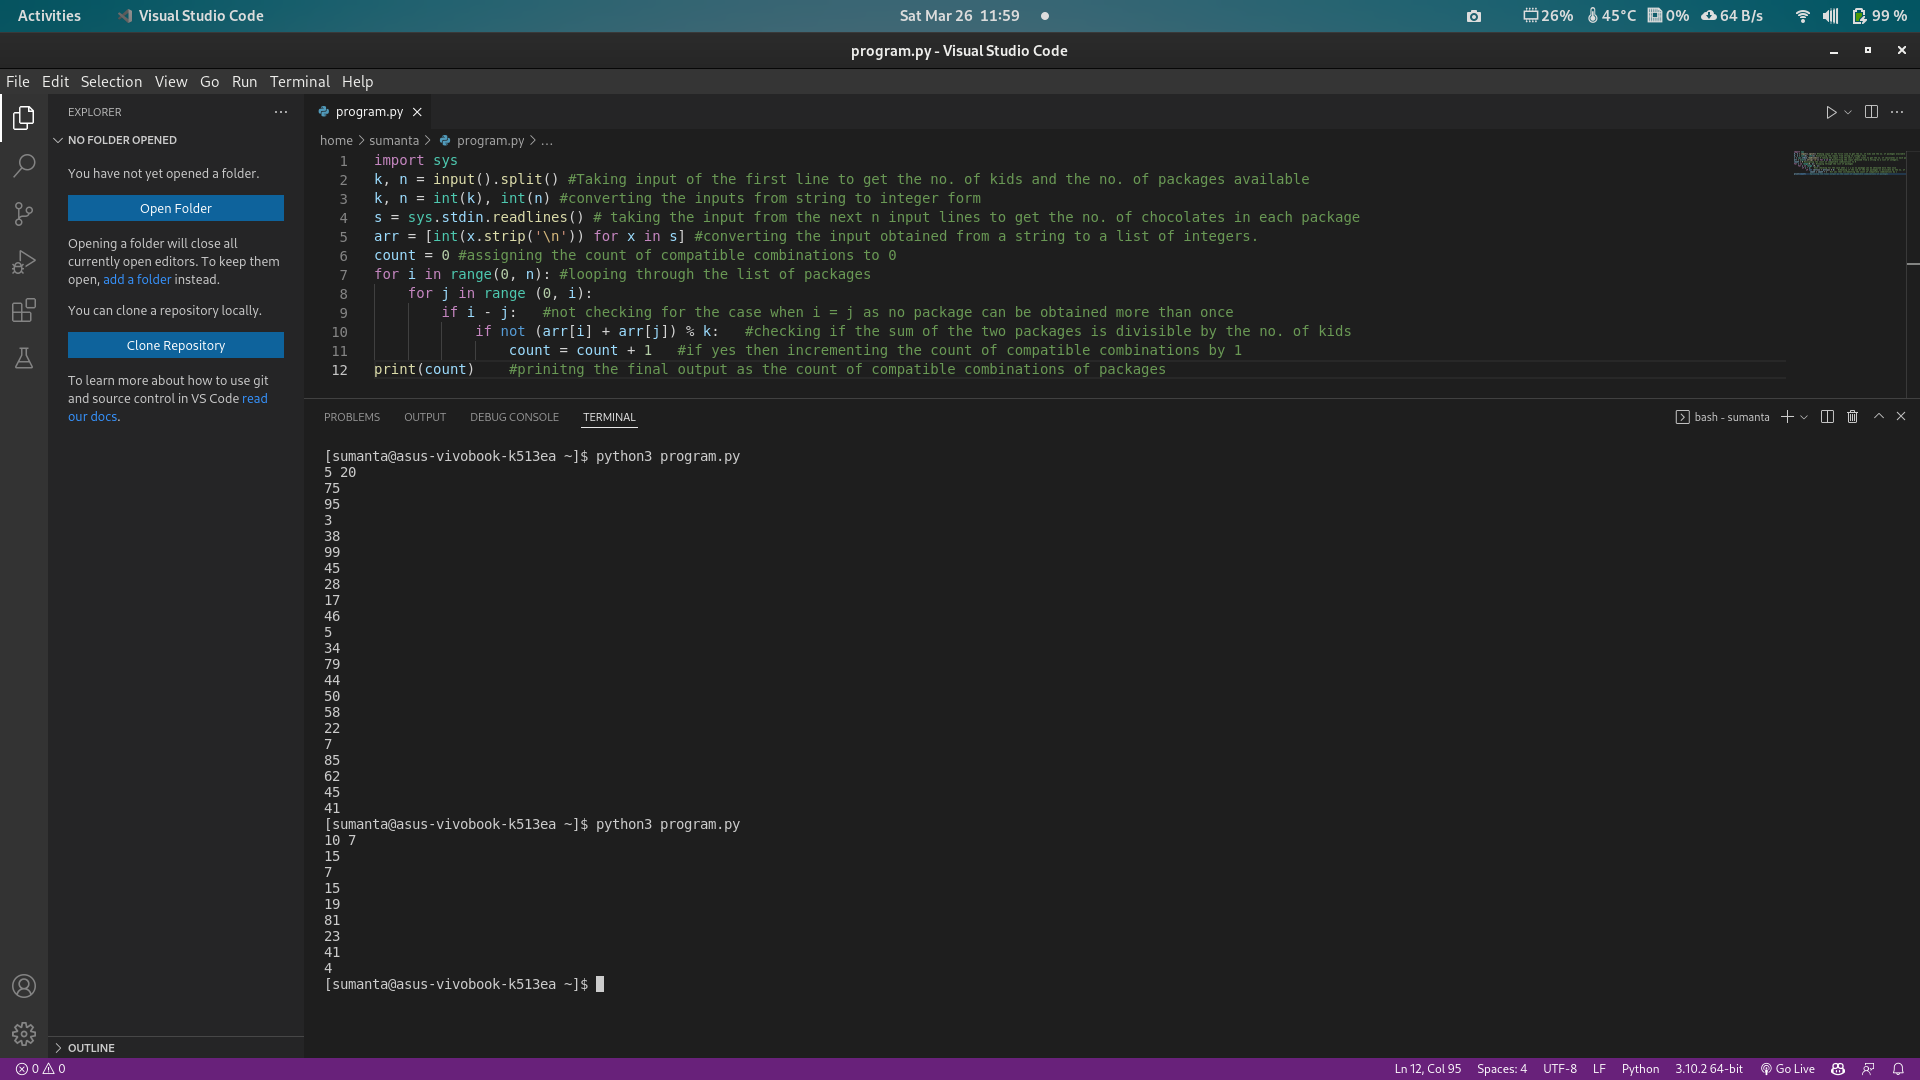 Activities Visual Studio Code Sat Mar 26 11:59 26% 45°C 0% 64 B/s 99 %
program.py - Visual Studio Code
File Edit Selection View Go Run Terminal Help
EXPLORER
NO FOLDER OPENED
You have not yet opened a folder.
Open Folder
Opening a folder will close all
currently open editors. To keep them
open, add a folder instead.
You can clone a repository locally.
Clone Repository
To learn more about how to use git
and source control in VS Code read
our docs.
OUTLINE
program.py
home > sumanta > program.py > ...
1 import sys
2 k, n = input().split() #Taking input of the first line to get the no. of kids and the no. of packages available
3 k, n = int(k), int(n) #converting the inputs from string to integer form
4 s = sys.stdin.readlines() # taking the input from the next n input lines to get the no. of chocolates in each package
5 arr = [int(x.strip('\n')) for x in s] #converting the input obtained from a string to a list of integers.
6 count = 0 #assigning the count of compatible combinations to 0
7 for i in range(0, n): #looping through the list of packages
8 for j in range (0, i):
9 if i - j: #not checking for the case when i = j as no package can be obtained more than once
10 if not (arr[i] + arr[j]) % k: #checking if the sum of the two packages is divisible by the no. of kids
11 count = count + 1 #if yes then incrementing the count of compatible combinations by 1
12 print(count) #prinitng the final output as the count of compatible combinations of packages
PROBLEMS OUTPUT DEBUG CONSOLE TERMINAL bash - sumanta
[sumanta@asus-vivobook-k513ea ~]$ python3 program.py
5 20
75
95
3
38
99
45
28
17
46
5
34
79
44
50
58
22
7
85
62
45
41
[sumanta@asus-vivobook-k513ea ~]$ python3 program.py
10 7
15
7
15
19
81
23
41
4
[sumanta@asus-vivobook-k513ea ~]$
0 0 Ln 12, Col 95 Spaces: 4 UTF-8 LF Python 3.10.2 64-bit Go Live